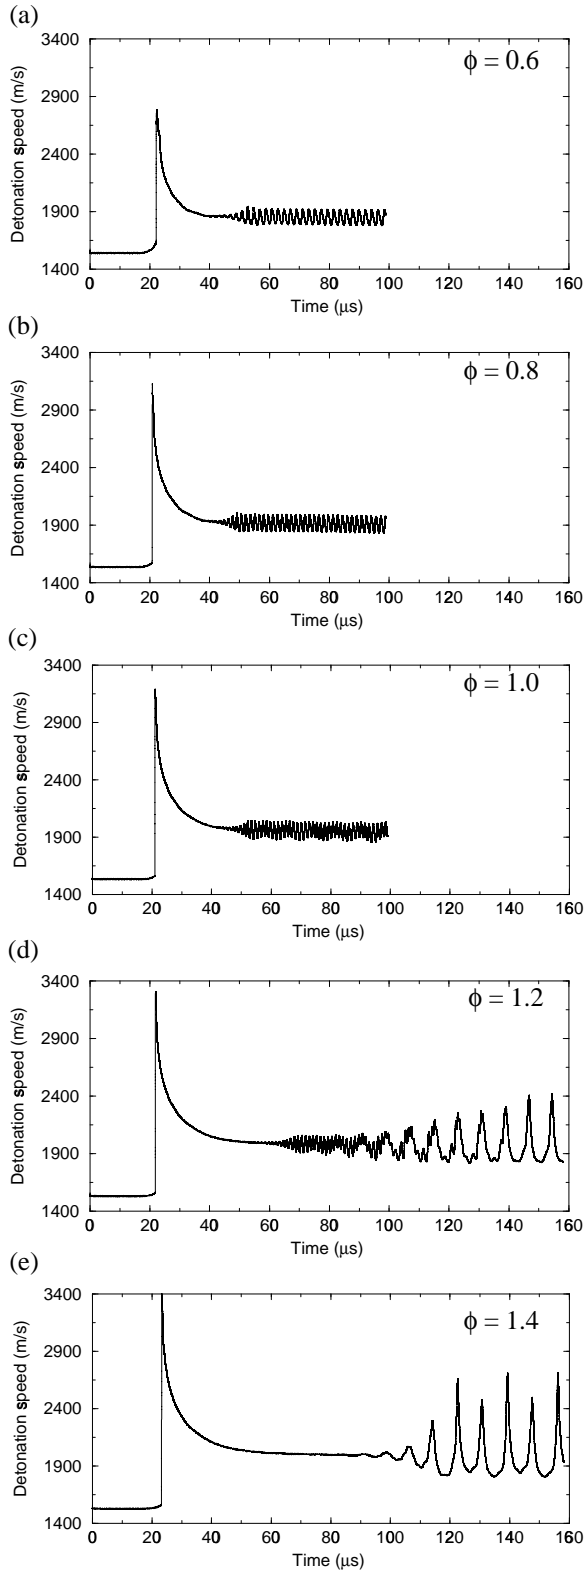 (a)
3400
2900
2400
1900
1400
Detonation speed (m/s)
ϕ = 0.6
0 20 40 60 80 100 120 140 160
Time (μs)
(b)
3400
2900
2400
1900
1400
Detonation speed (m/s)
ϕ = 0.8
0 20 40 60 80 100 120 140 160
Time (μs)
(c)
3400
2900
2400
1900
1400
Detonation speed (m/s)
ϕ = 1.0
0 20 40 60 80 100 120 140 160
Time (μs)
(d)
3400
2900
2400
1900
1400
Detonation speed (m/s)
ϕ = 1.2
0 20 40 60 80 100 120 140 160
Time (μs)
(e)
3400
2900
2400
1900
1400
Detonation speed (m/s)
ϕ = 1.4
0 20 40 60 80 100 120 140 160
Time (μs)